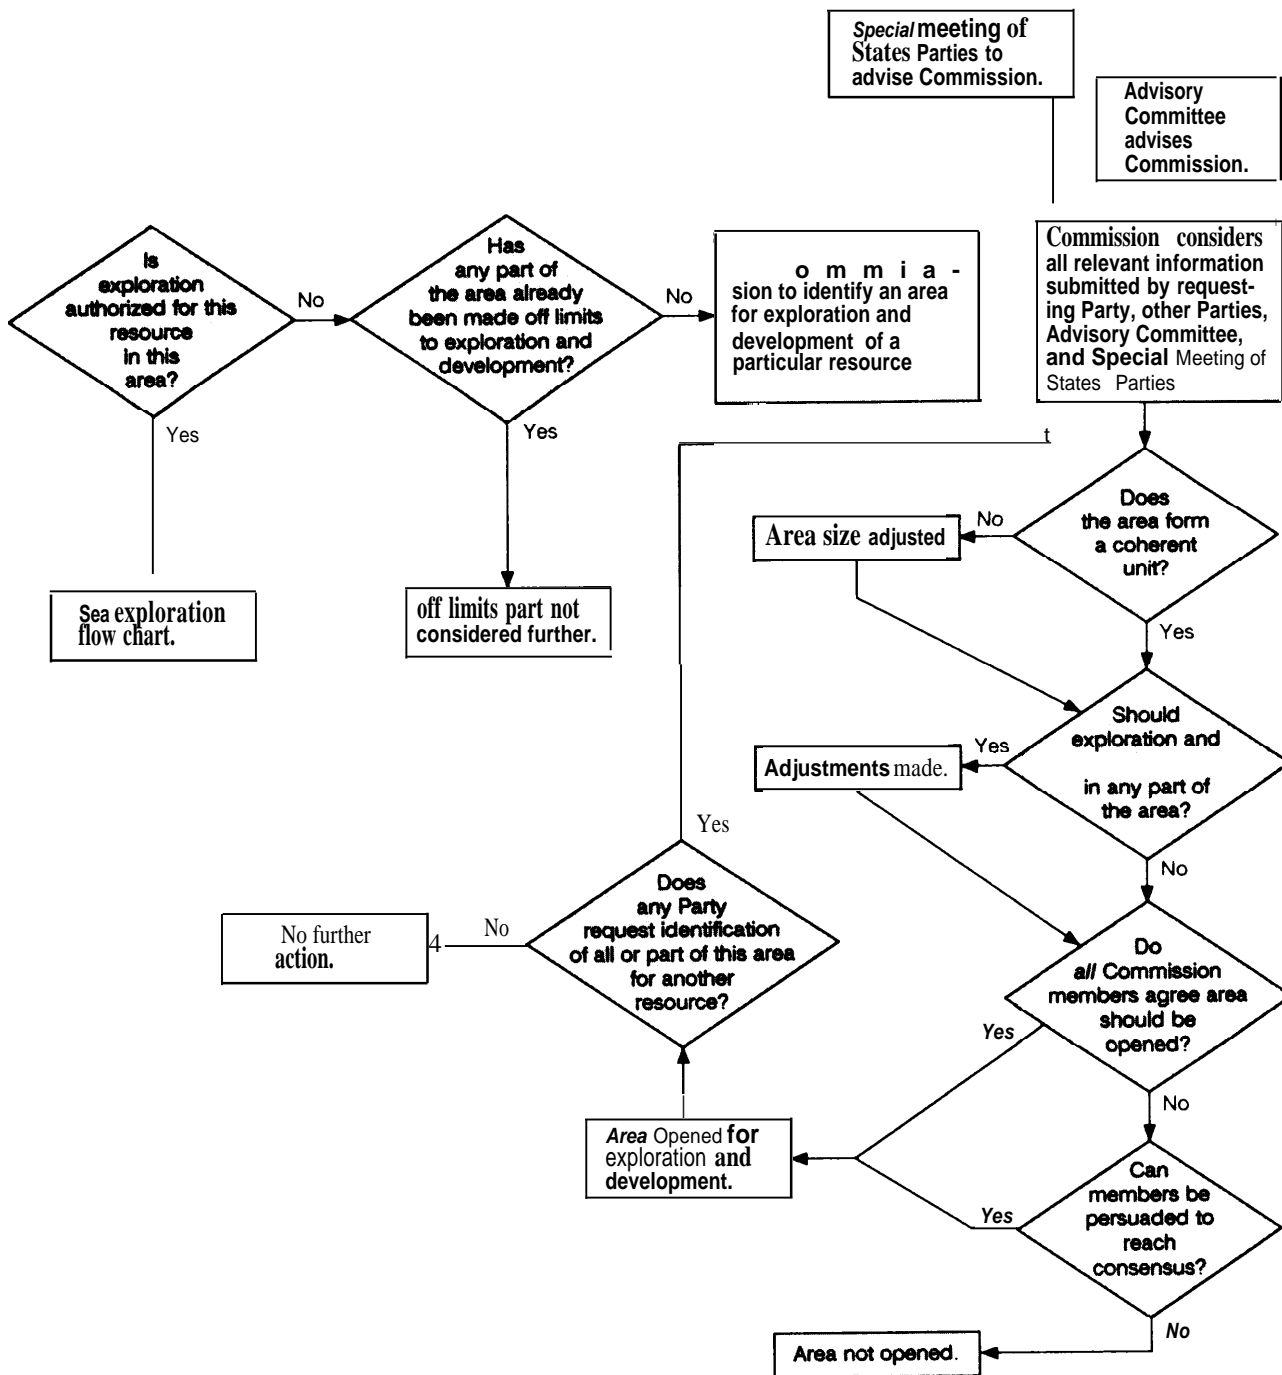 Special meeting of
States Parties to
advise Commission.
Advisory
Committee
advises
Commission.
Is
exploration
authorized for this
resource
in this
area?
No
Yes
Sea exploration
flow chart.
Has
any part of
the area already
been made off limits
to exploration and
development?
No
Yes
off limits part not
considered further.
o m m i a -
sion to identify an area
for exploration and
development of a
particular resource
Commission considers
all relevant information
submitted by request-
ing Party, other Parties,
Advisory Committee,
and Special Meeting of
States Parties
t
Does
the area form
a coherent
unit?
No
Yes
Area size adjusted
Should
exploration and
in any part of
the area?
Yes
No
Adjustments made.
Do
all Commission
members agree area
should be
opened?
Yes
No
Can
members be
persuaded to
reach
consensus?
Yes
No
Area not opened.
Area Opened for
exploration and
development.
Does
any Party
request identification
of all or part of this area
for another
resource?
Yes
No
4
No further
action.